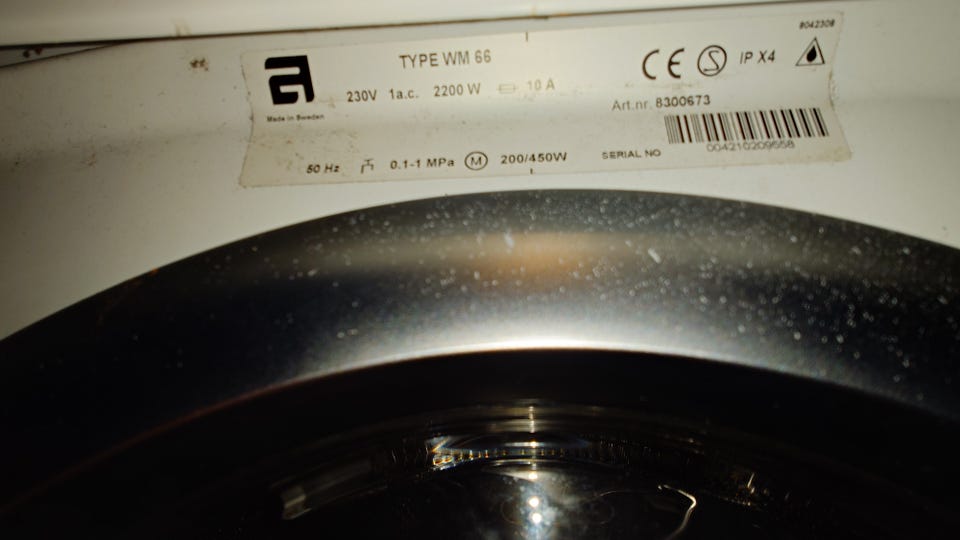 8042308
TYPE WM 66
IP X4
230V 1a.c. 2200 W 10 A
Art.nr. 8300673
Made in Sweden
004210209558
50 Hz 0.1-1 MPa M 200/450W SERIAL NO